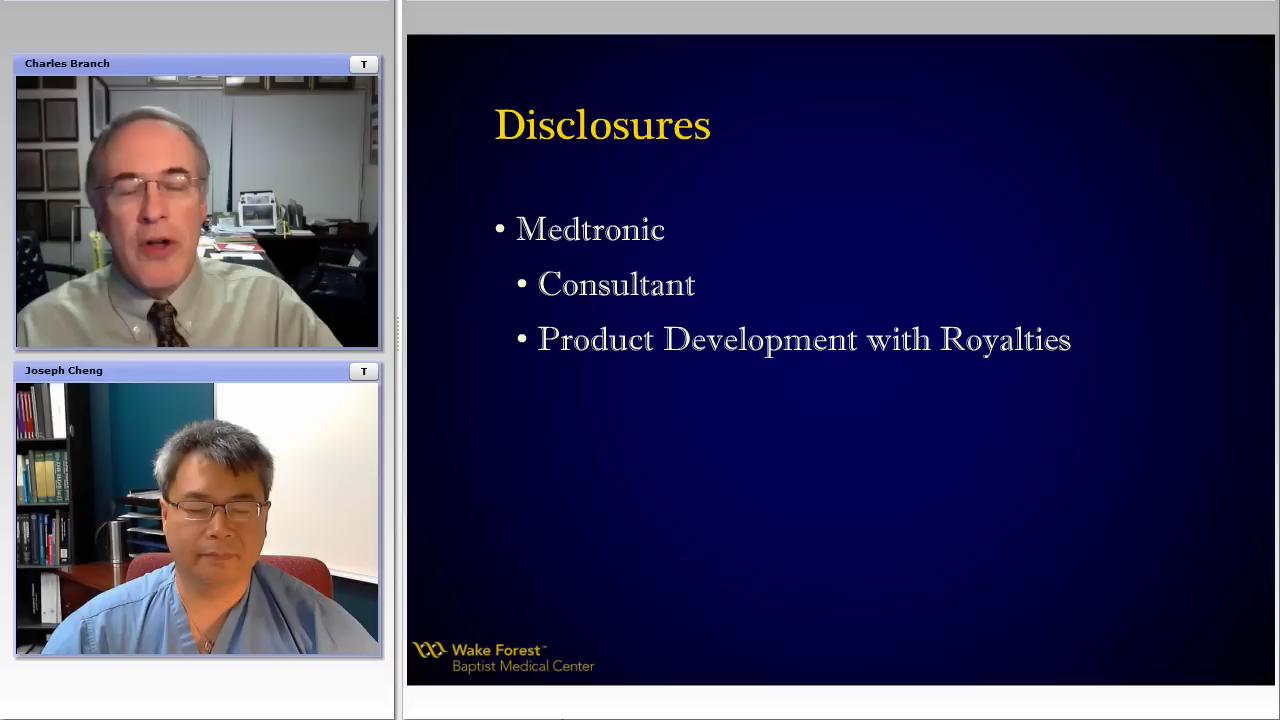 Charles Branch
T
Joseph Cheng
T
Disclosures
• Medtronic
• Consultant
• Product Development with Royalties
Wake Forest™
Baptist Medical Center